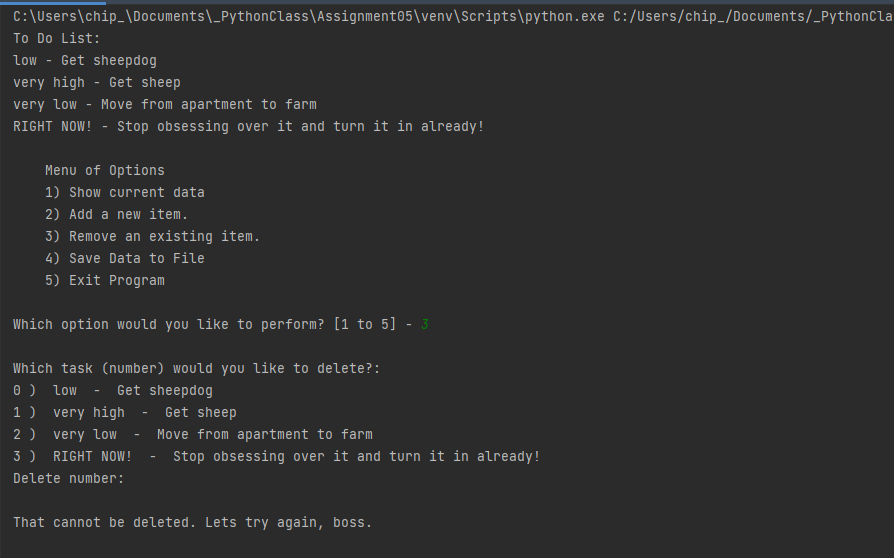 C:\Users\chip_\Documents\_PythonClass\Assignment05\venv\Scripts\python.exe C:/Users/chip_/Documents/_PythonCla
To Do List:
low - Get sheepdog
very high - Get sheep
very low - Move from apartment to farm
RIGHT NOW! - Stop obsessing over it and turn it in already!
Menu of Options
1) Show current data
2) Add a new item.
3) Remove an existing item.
4) Save Data to File
5) Exit Program
Which option would you like to perform? [1 to 5] - 3
Which task (number) would you like to delete?:
0 )  low  -  Get sheepdog
1 )  very high  -  Get sheep
2 )  very low  -  Move from apartment to farm
3 )  RIGHT NOW!  -  Stop obsessing over it and turn it in already!
Delete number:
That cannot be deleted. Lets try again, boss.